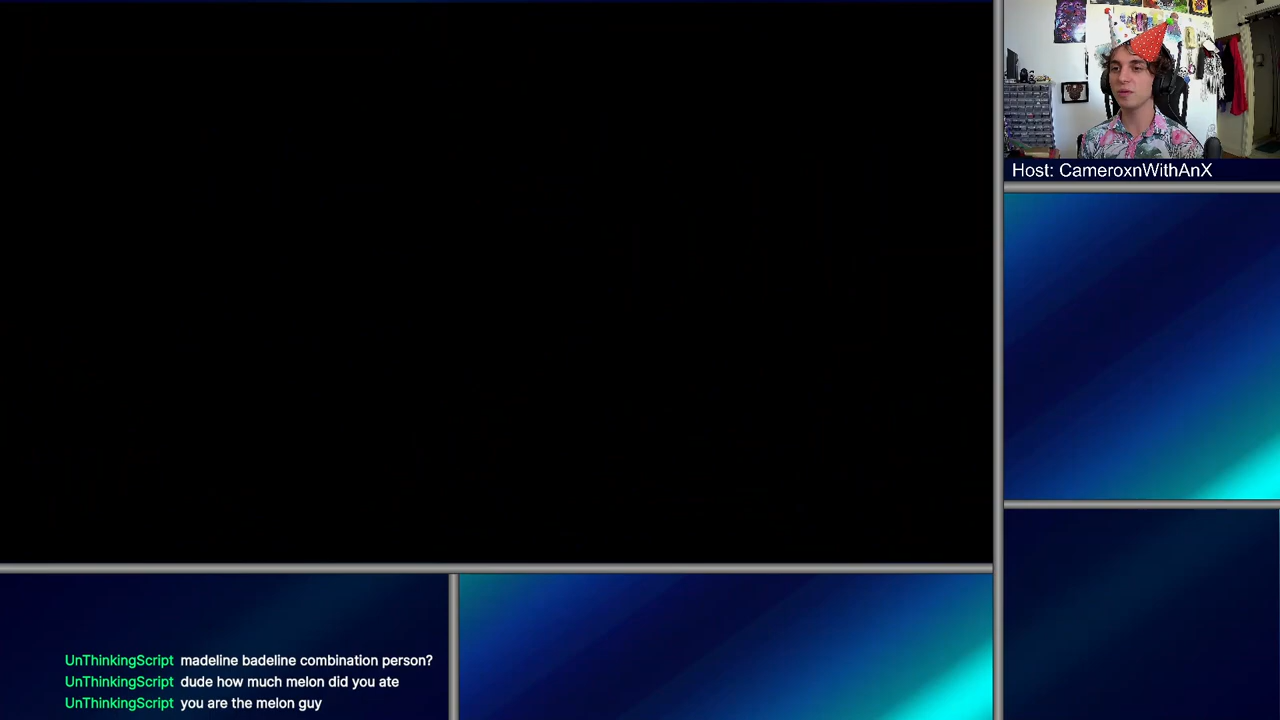 Host: CameroxnWithAnX
UnThinkingScript madeline badeline combination person?
UnThinkingScript dude how much melon did you ate
UnThinkingScript you are the melon guy